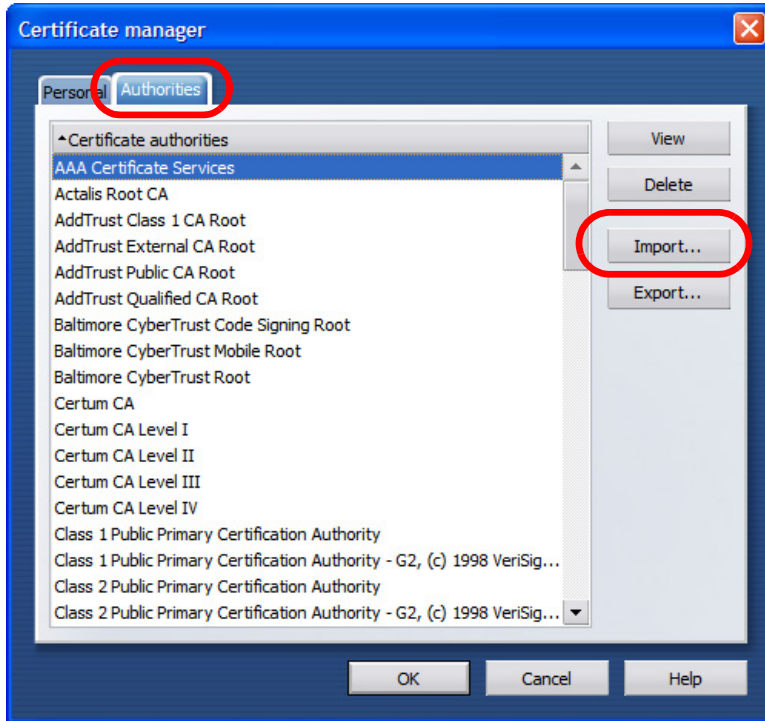 Certificate manager
Personal Authorities
Certificate authorities
AAA Certificate Services
Actalis Root CA
AddTrust Class 1 CA Root
AddTrust External CA Root
AddTrust Public CA Root
AddTrust Qualified CA Root
Baltimore CyberTrust Code Signing Root
Baltimore CyberTrust Mobile Root
Baltimore CyberTrust Root
Certum CA
Certum CA Level I
Certum CA Level II
Certum CA Level III
Certum CA Level IV
Class 1 Public Primary Certification Authority
Class 1 Public Primary Certification Authority - G2, (c) 1998 VeriSig...
Class 2 Public Primary Certification Authority
Class 2 Public Primary Certification Authority - G2, (c) 1998 VeriSig...
View
Delete
Import...
Export...
OK Cancel Help